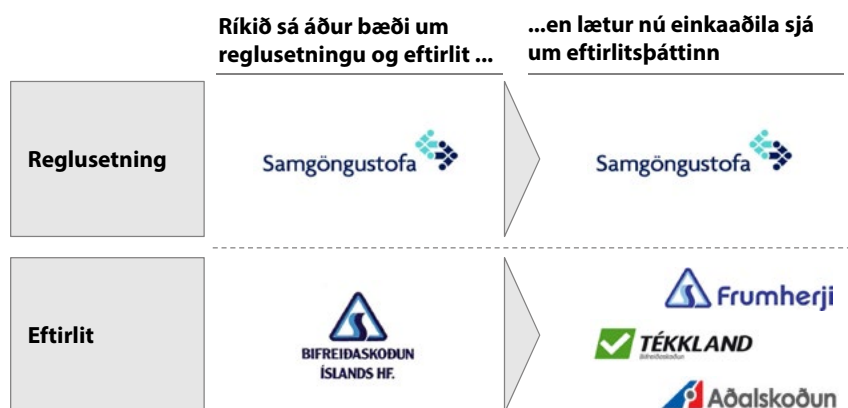 Ríkið sá áður bæði um
reglusetningu og eftirlit ...
...en lætur nú einkaaðila sjá
um eftirlitsþáttinn
Reglusetning
Samgöngustofa
Samgöngustofa
Eftirlit
BIFREIÐASKOÐUN
ÍSLANDS HF.
Frumherji
TÉKKLAND
bifreiðaskoðun
Aðalskoðun